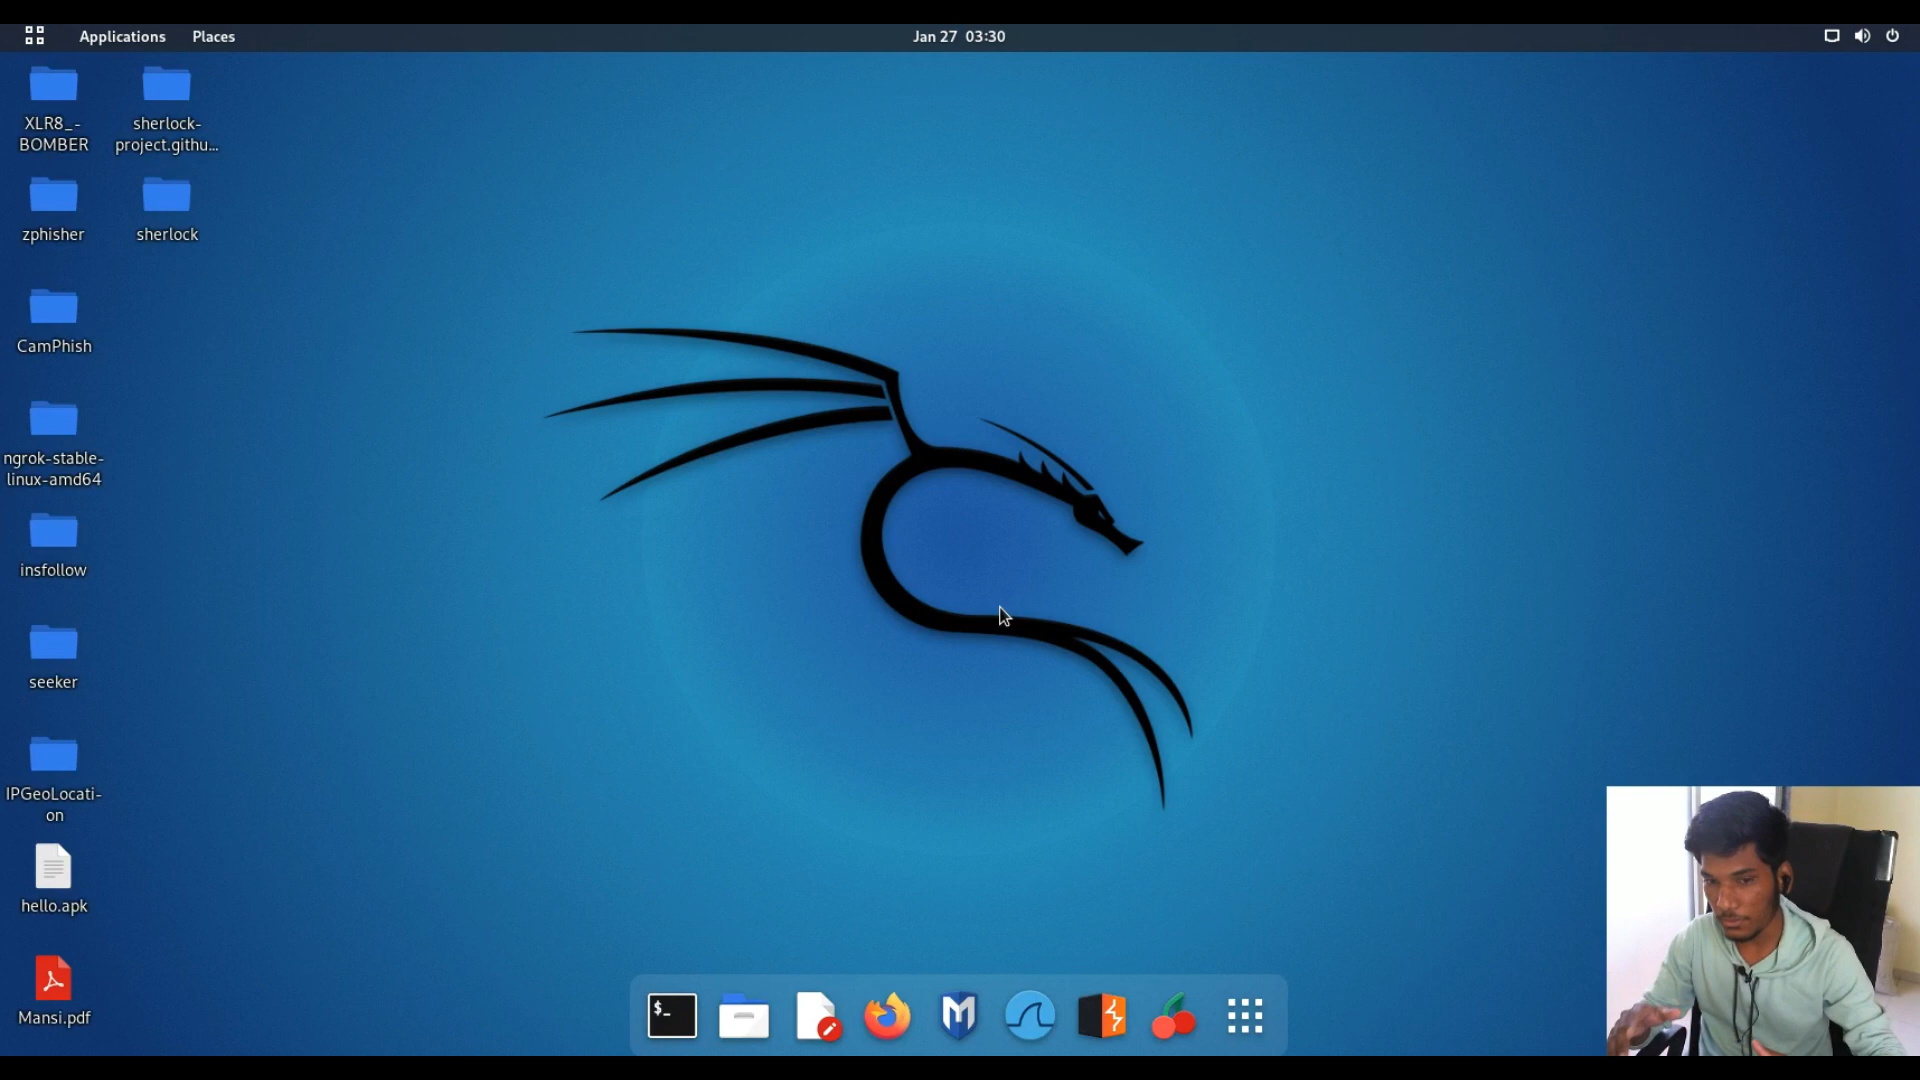 Applications Places Jan 27 03:30
XLR8_-
BOMBER
sherlock-
project.githu...
zphisher
sherlock
CamPhish
ngrok-stable-
linux-amd64
insfollow
seeker
IPGeoLocati-
on
hello.apk
Mansi.pdf
$_